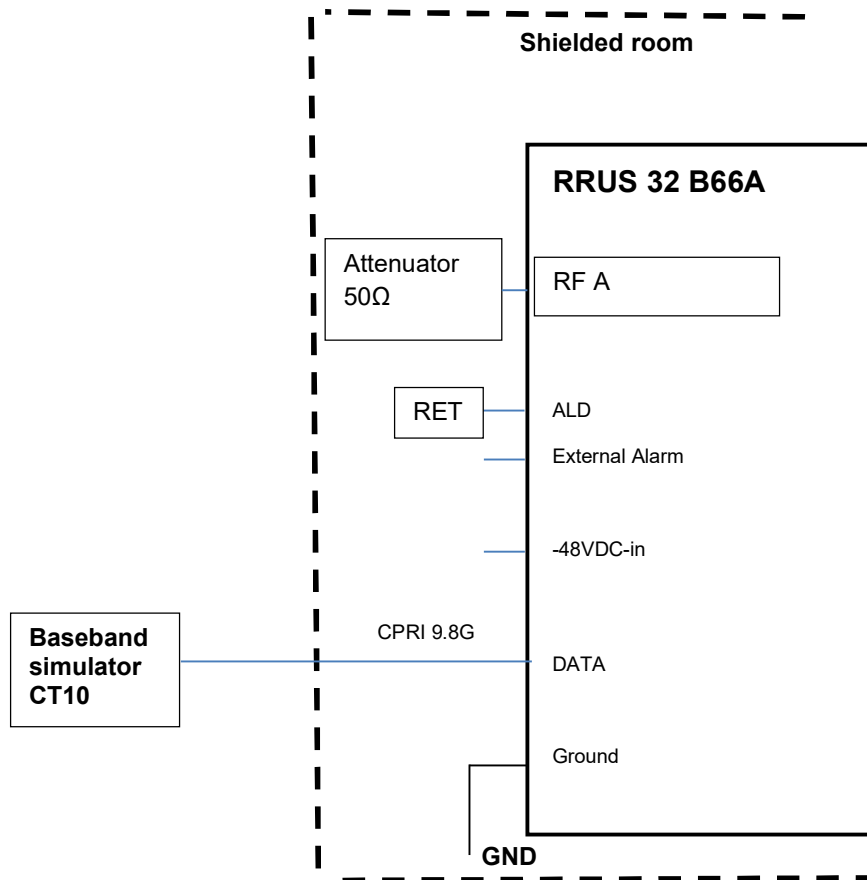 Shielded room
RRUS 32 B66A
Attenuator
50Ω
RF A
RET
ALD
External Alarm
-48VDC-in
CPRI 9.8G
Baseband
simulator
CT10
DATA
Ground
GND